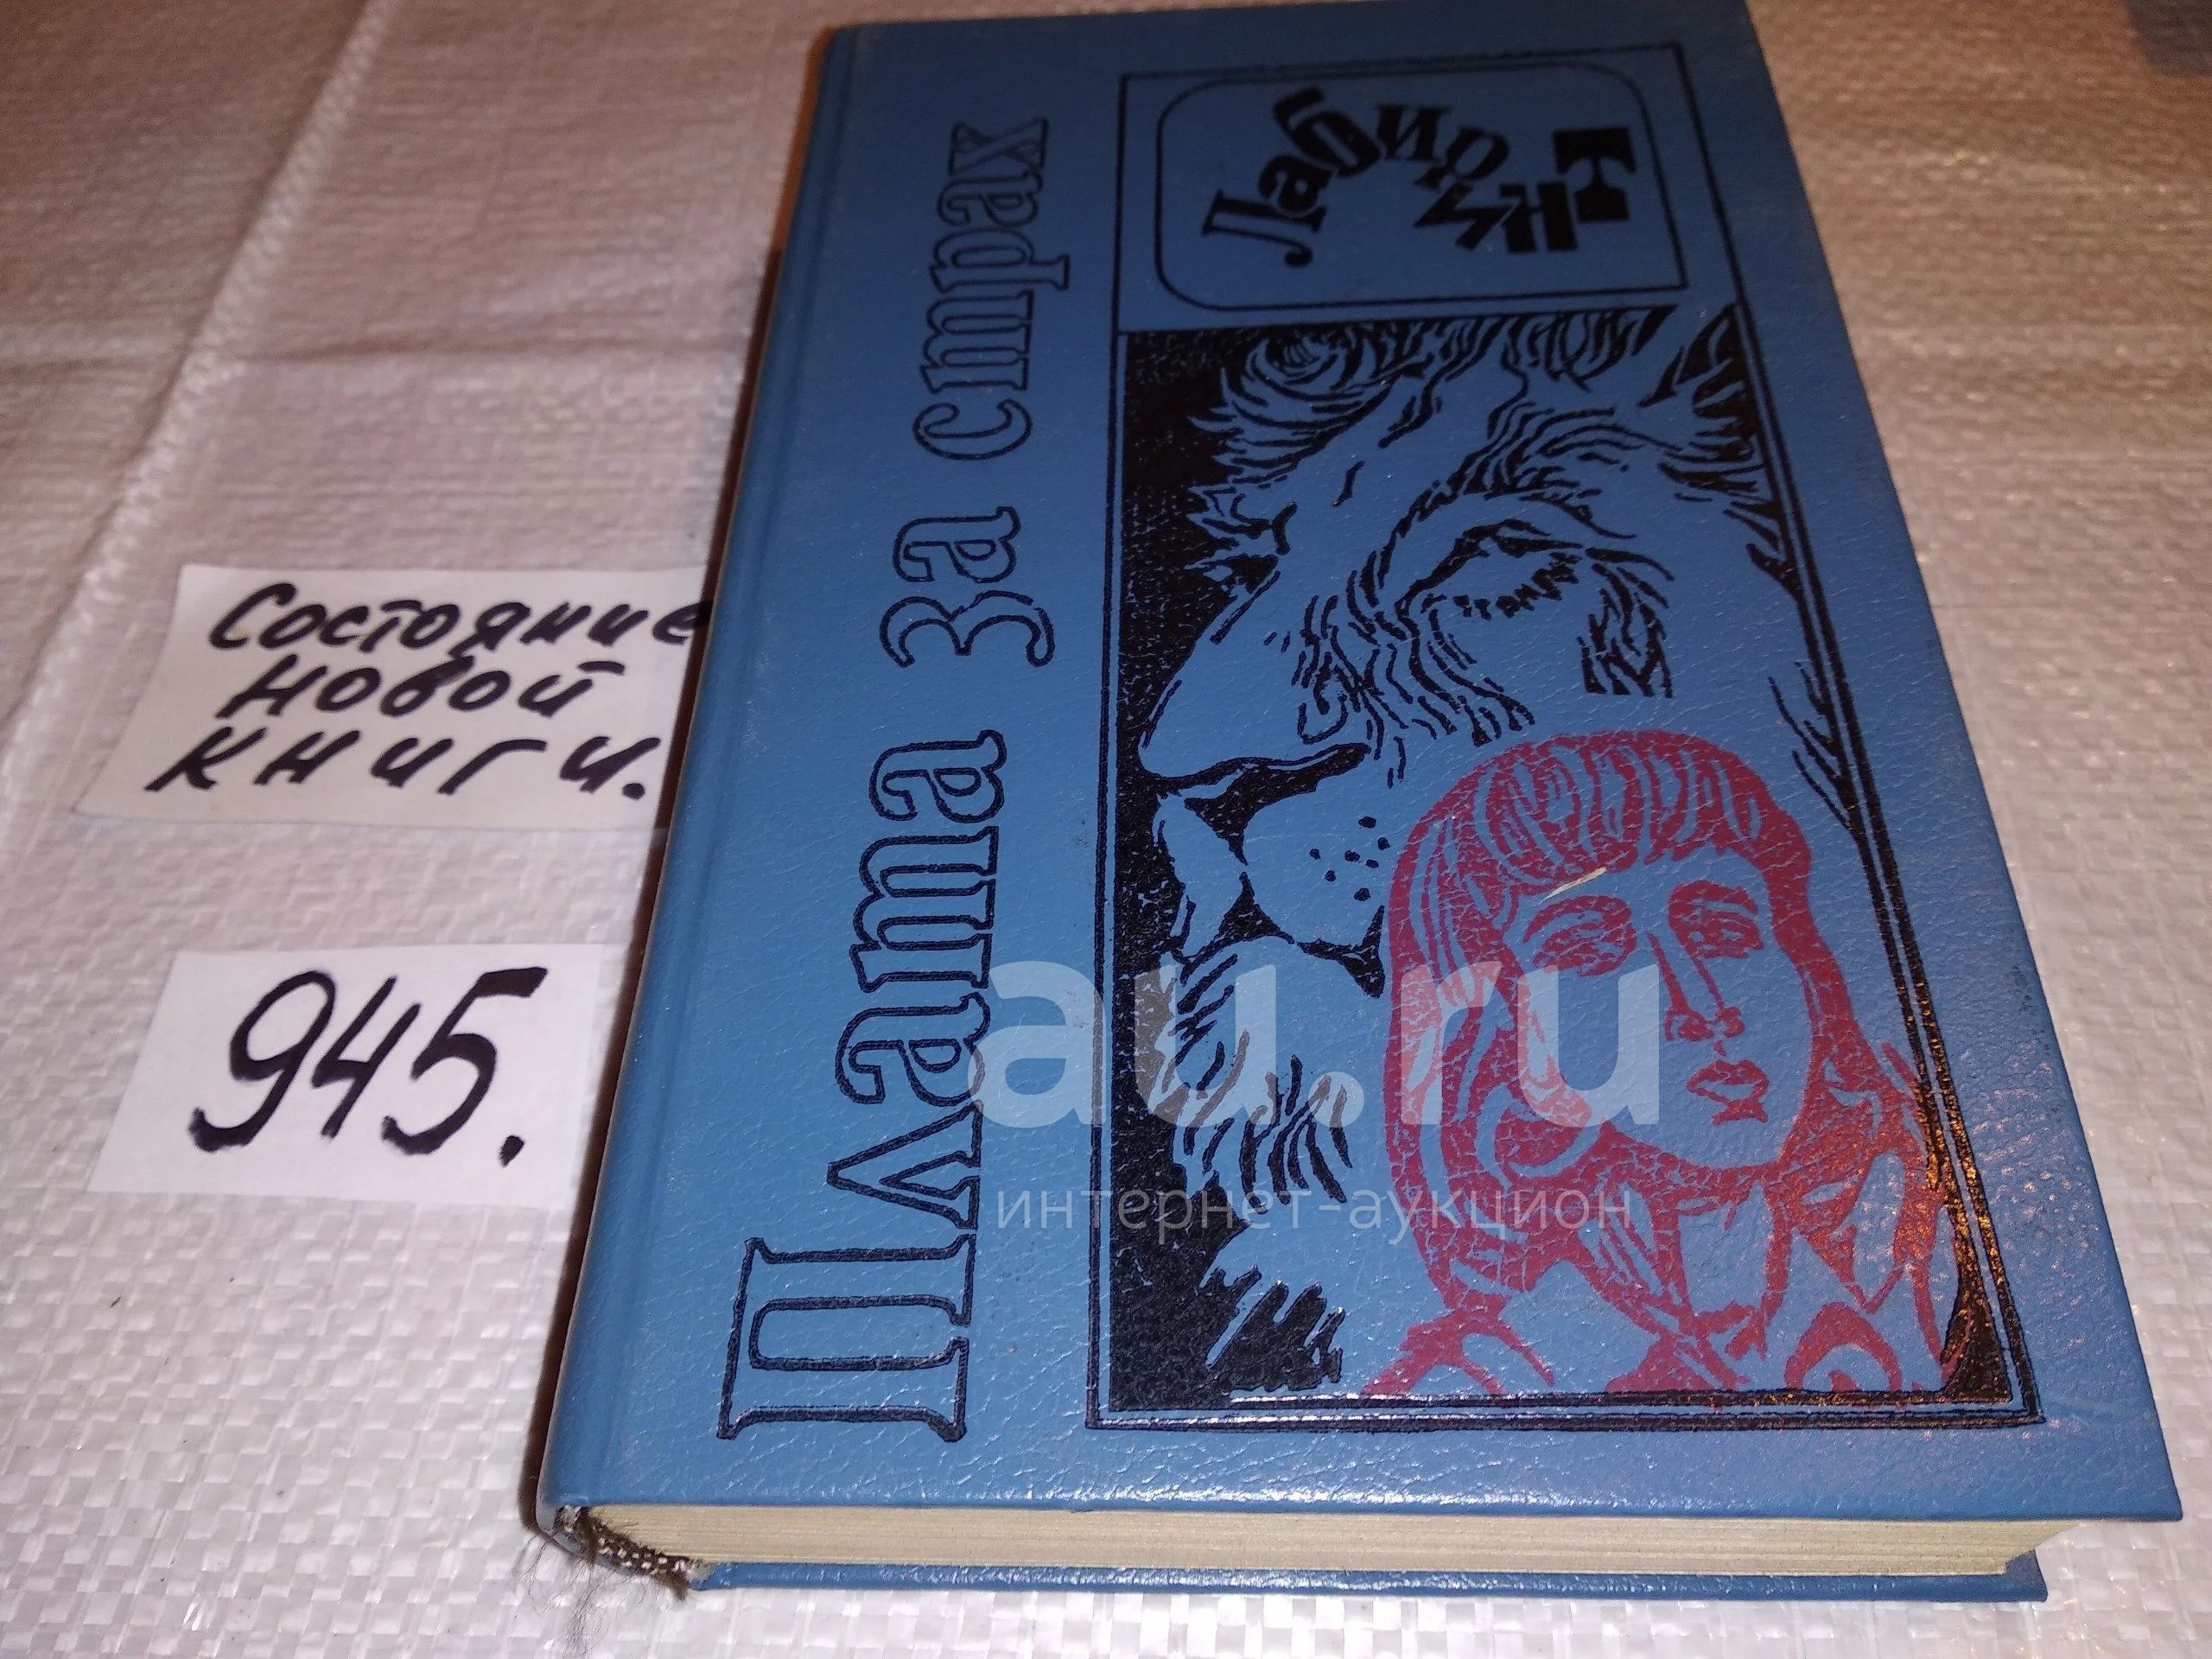 Состояние
новой
книги.
945.
Плата за страх
Лабиринт
au.ru
интернет-аукцион